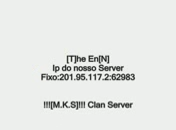 [T]he En[N]
Ip do nosso Server
Fixo:201.95.117.2:62983
!!![M.K.S]!!! Clan Server